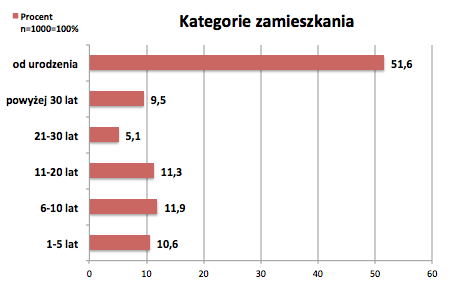 Procent
n=1000=100%
Kategorie zamieszkania
od urodzenia 51,6
powyżej 30 lat 9,5
21-30 lat 5,1
11-20 lat 11,3
6-10 lat 11,9
1-5 lat 10,6
0 10 20 30 40 50 60